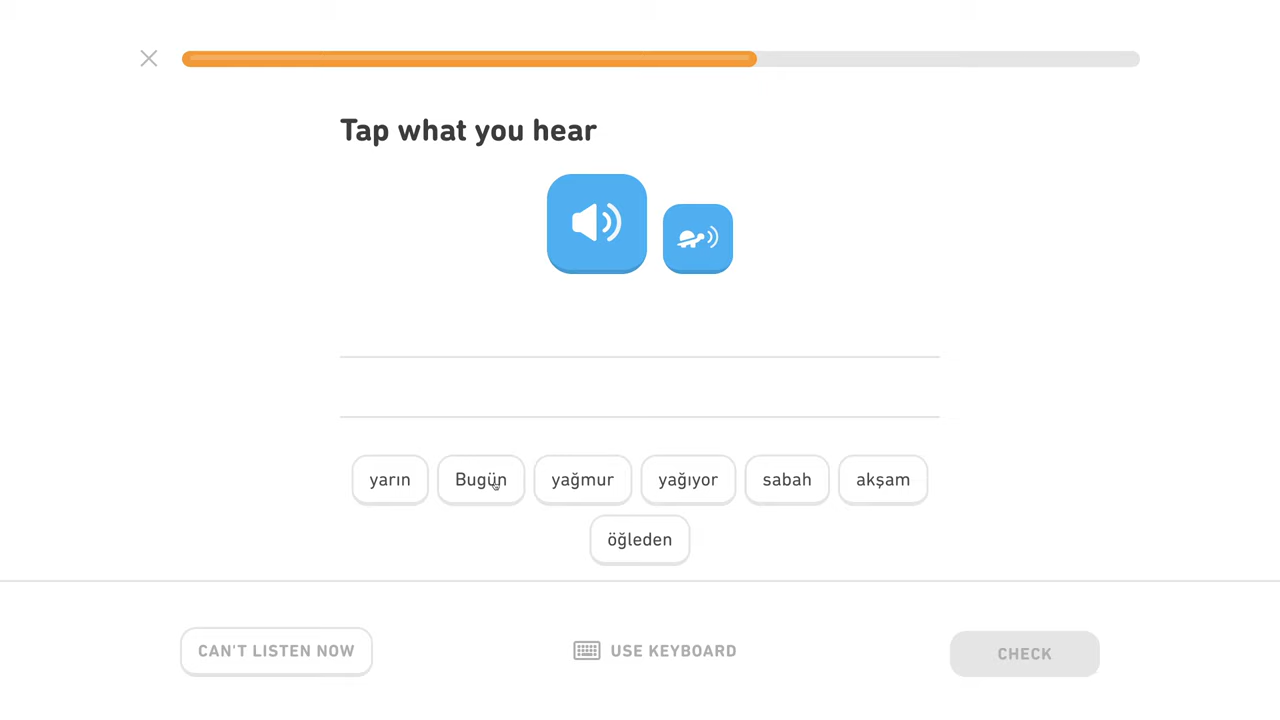 Tap what you hear
yarın Bugün yağmur yağıyor sabah akşam
öğleden
CAN'T LISTEN NOW USE KEYBOARD CHECK